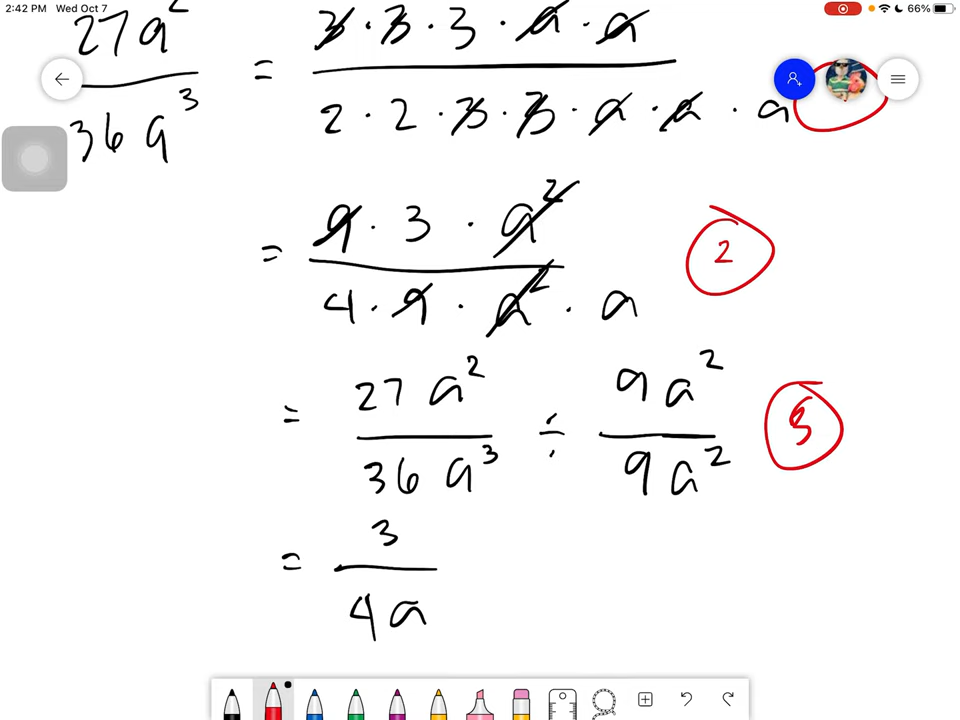 2:42 PM Wed Oct 7 66%
27a² / 36a³ = 3 · 3 · 3 · a · a / 2 · 2 · 3 · 3 · a · a · a
= 9 · 3 · a² / 4 · 9 · a² · a 2
= 27a² / 36a³ ÷ 9a² / 9a² 3
= 3 / 4a